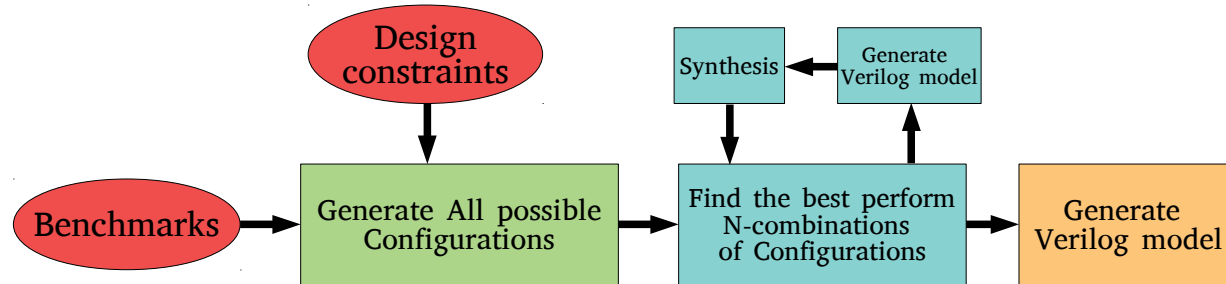 Design
constraints
Synthesis
Generate
Verilog model
Benchmarks
Generate All possible
Configurations
Find the best perform
N-combinations
of Configurations
Generate
Verilog model